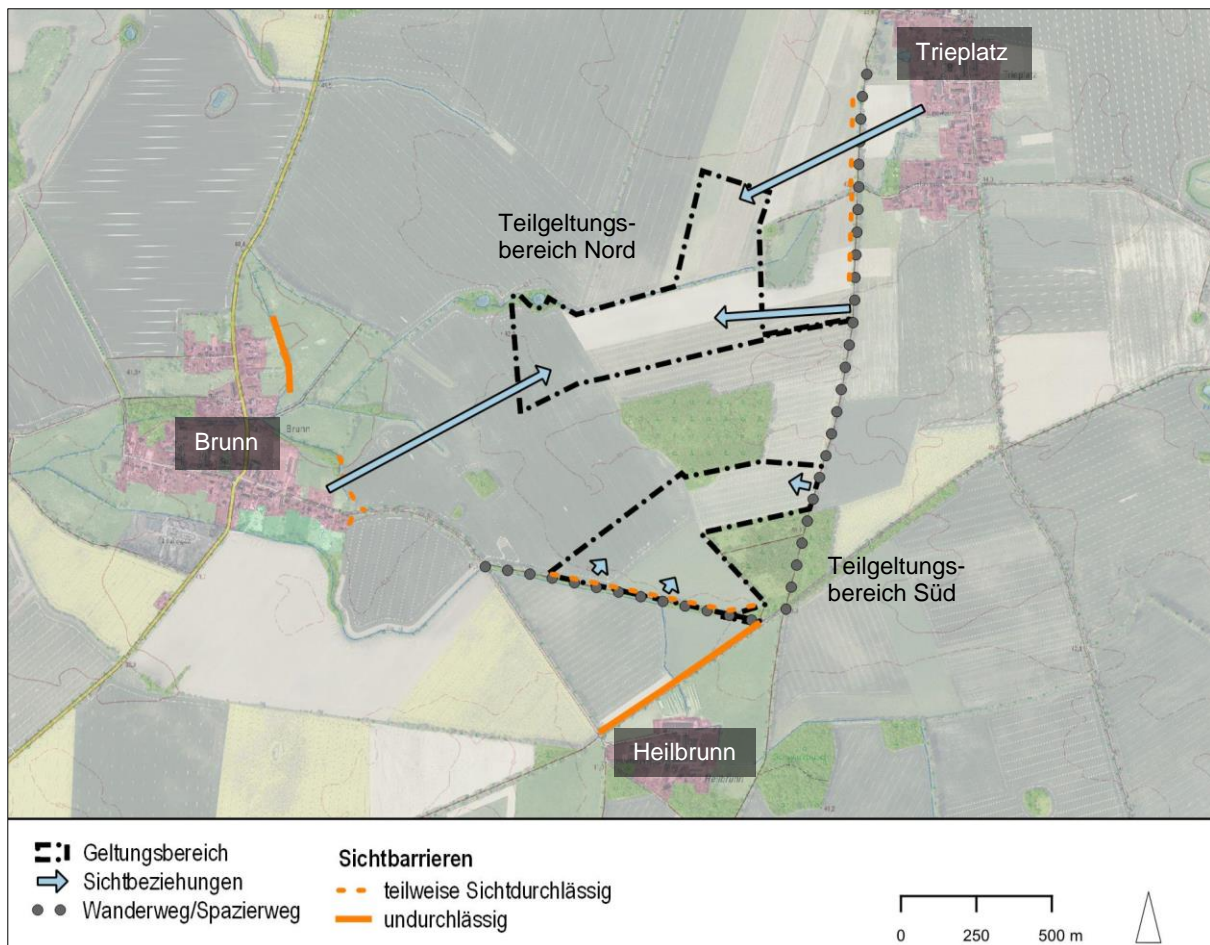 Trieplatz
Teilgeltungs-
bereich Nord
Brunn
Brunn
Teilgeltungs-
bereich Süd
Heilbrunn
Geltungsbereich
Sichtbeziehungen
Wanderweg/Spazierweg
Sichtbarrieren
teilweise Sichtdurchlässig
undurchlässig
0 250 500 m